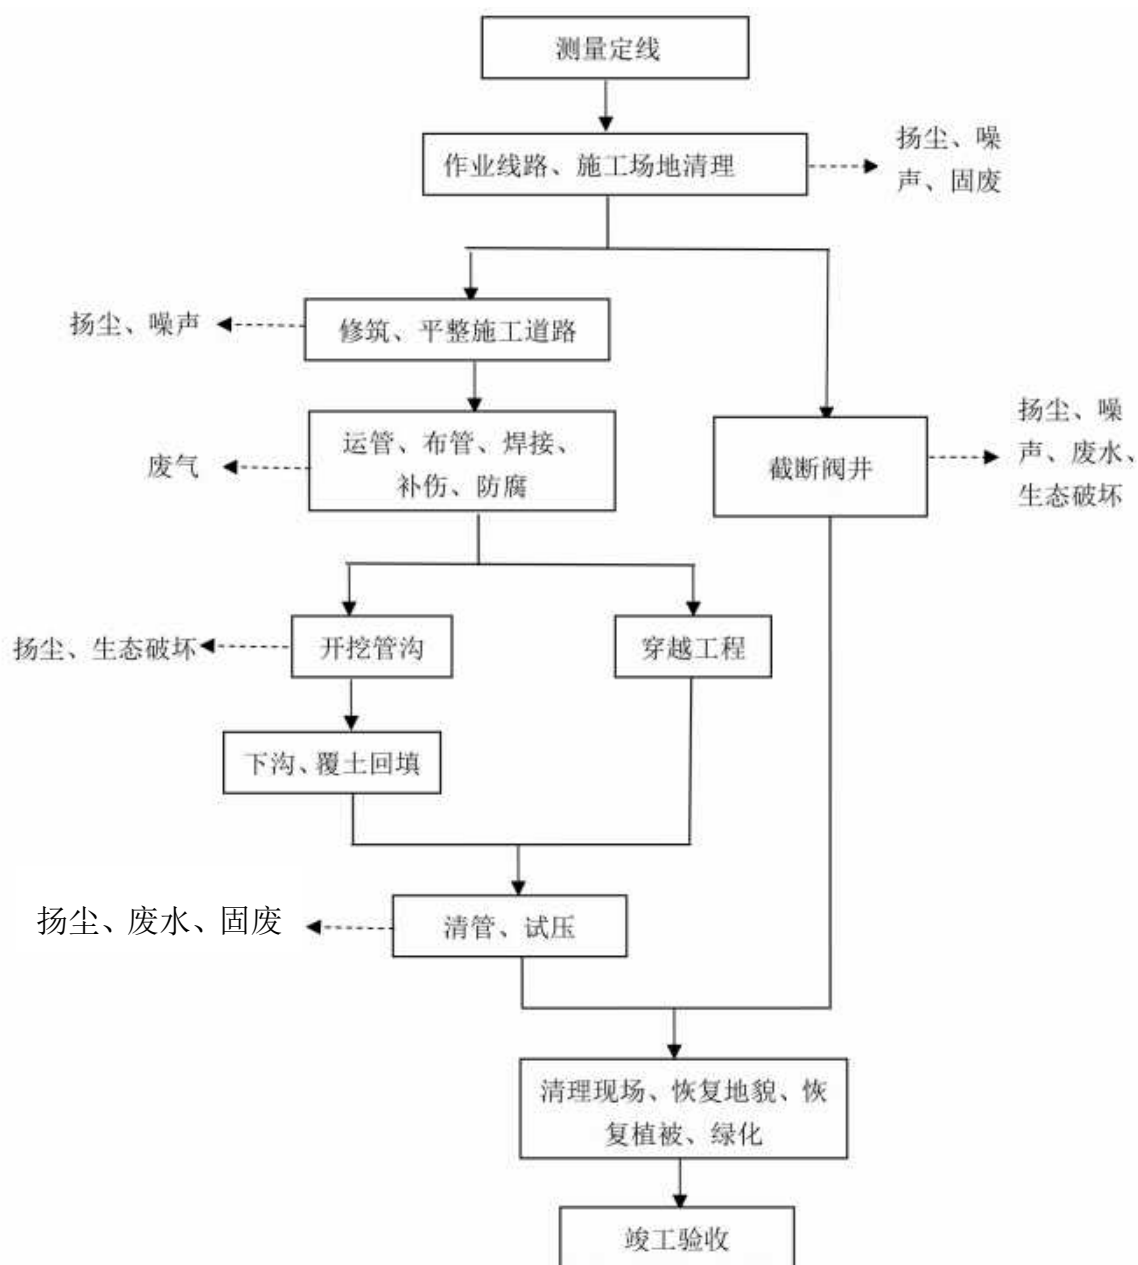 测量定线
作业线路、施工场地清理
扬尘、噪
声、固废
扬尘、噪声
修筑、平整施工道路
废气
运管、布管、焊接、
补伤、防腐
截断阀井
扬尘、噪
声、废水、
生态破坏
扬尘、生态破坏
开挖管沟
穿越工程
下沟、覆土回填
扬尘、废水、固废
清管、试压
清理现场、恢复地貌、恢
复植被、绿化
竣工验收